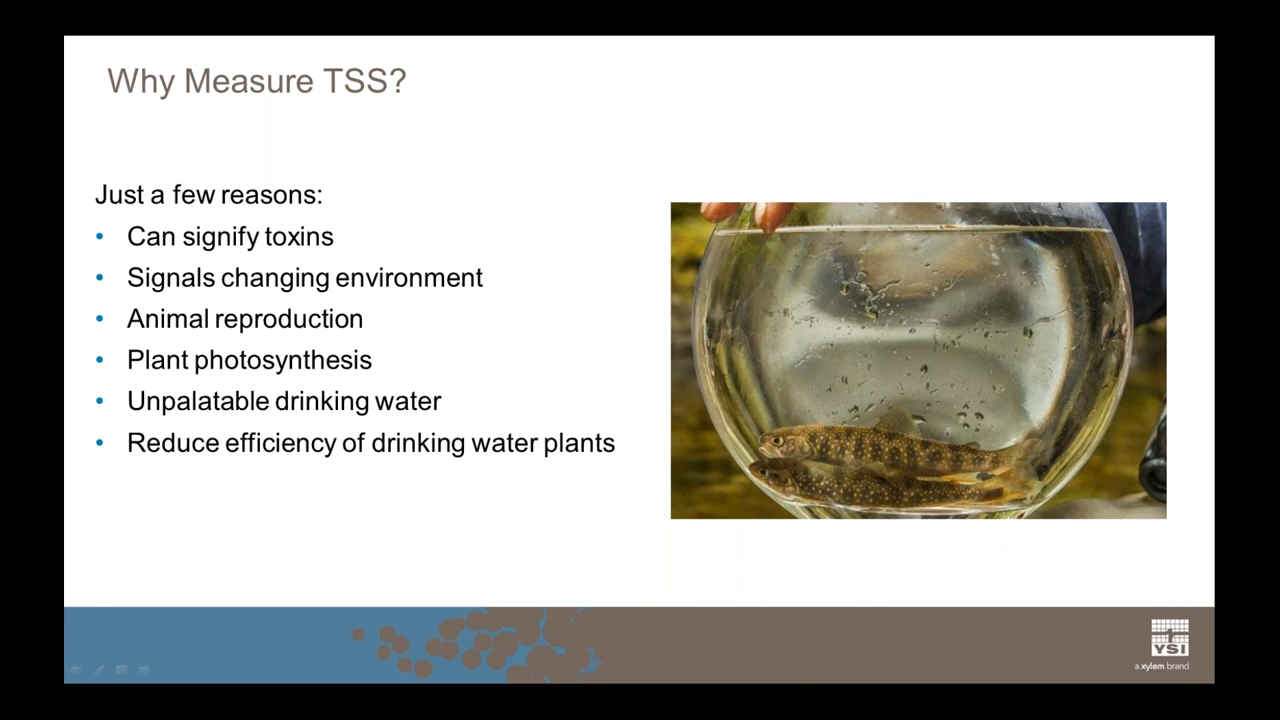 Why Measure TSS?
Just a few reasons:
• Can signify toxins
• Signals changing environment
• Animal reproduction
• Plant photosynthesis
• Unpalatable drinking water
• Reduce efficiency of drinking water plants
YSI
a xylem brand